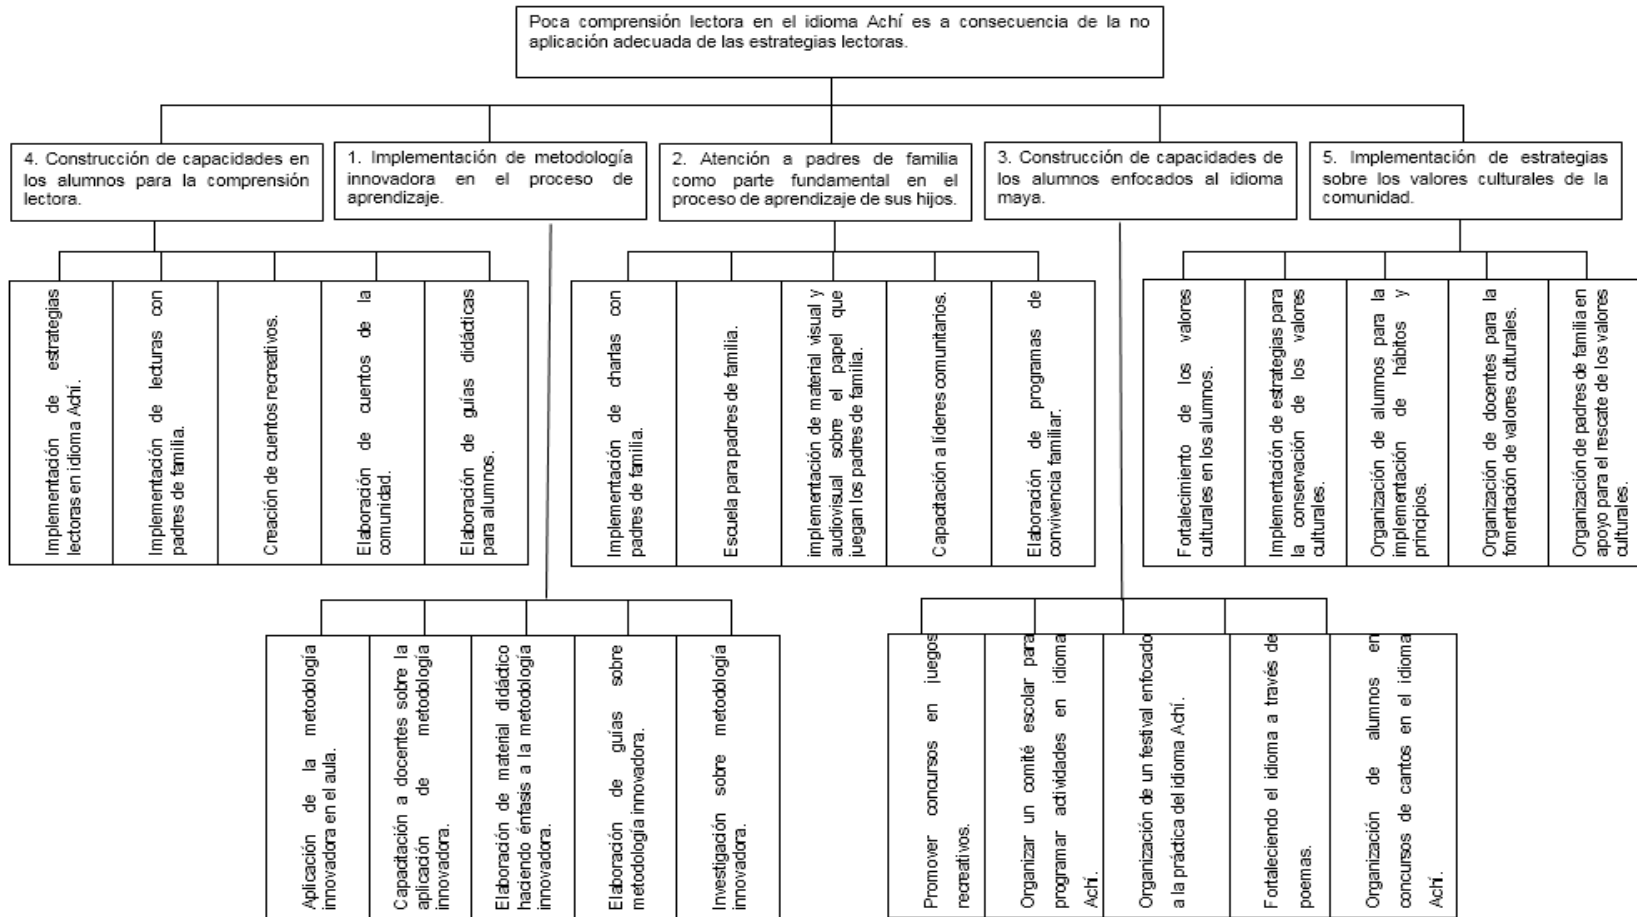 Poca comprensión lectora en el idioma Achí es a consecuencia de la no
aplicación adecuada de las estrategias lectoras.
4. Construcción de capacidades en
los alumnos para la comprensión
lectora.
1. Implementación de metodología
innovadora en el proceso de
aprendizaje.
2. Atención a padres de familia
como parte fundamental en el
proceso de aprendizaje de sus hijos.
3. Construcción de capacidades de
los alumnos enfocados al idioma
maya.
5. Implementación de estrategias
sobre los valores culturales de la
comunidad.
Implementación de estrategias
lectoras en idioma Achí.
Implementación de lecturas con
padres de familia.
Creación de cuentos recreativos.
Elaboración de cuentos de la
comunidad.
Elaboración de guías didácticas
para alumnos.
Implementación de charlas con
padres de familia.
Escuela para padres de familia.
implementación de material visual y
audiovisual sobre el papel que
juegan los padres de familia.
Capacitación a líderes comunitarios.
Elaboración de programas de
convivencia familiar.
Fortalecimiento de los valores
culturales en los alumnos.
Implementación de estrategias para
la conservación de los valores
culturales.
Organización de alumnos para la
implementación de hábitos y
principios.
Organización de docentes para la
fomentación de valores culturales.
Organización de padres de familia en
apoyo para el rescate de los valores
culturales.
Aplicación de la metodología
innovadora en el aula.
Capacitación a docentes sobre la
aplicación de metodología
innovadora.
Elaboración de material didáctico
haciendo énfasis a la metodología
innovadora.
Elaboración de guías sobre
metodología innovadora.
Investigación sobre metodología
innovadora.
Promover concursos en juegos
recreativos.
Organizar un comité escolar para
programar actividades en idioma
Achí.
Organización de un festival enfocado
a la práctica del idioma Achí.
Fortaleciendo el idioma a través de
poemas.
Organización de alumnos en
concursos de cantos en el idioma
Achí.